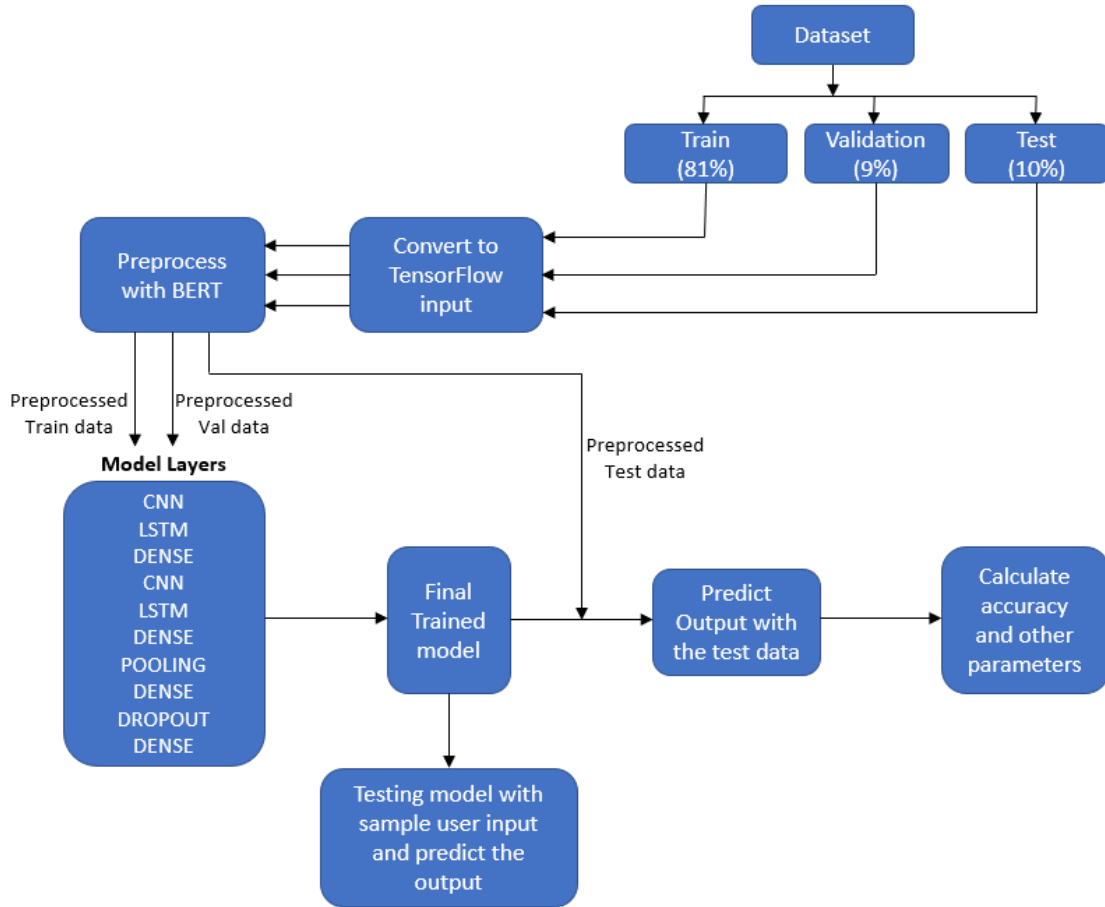 Dataset
Train
(81%)
Validation
(9%)
Test
(10%)
Preprocess
with BERT
Convert to
TensorFlow
input
Preprocessed
Train data
Preprocessed
Val data
Preprocessed
Test data
Model Layers
CNN
LSTM
DENSE
CNN
LSTM
DENSE
POOLING
DENSE
DROPOUT
DENSE
Final
Trained
model
Predict
Output with
the test data
Calculate
accuracy
and other
parameters
Testing model with
sample user input
and predict the
output